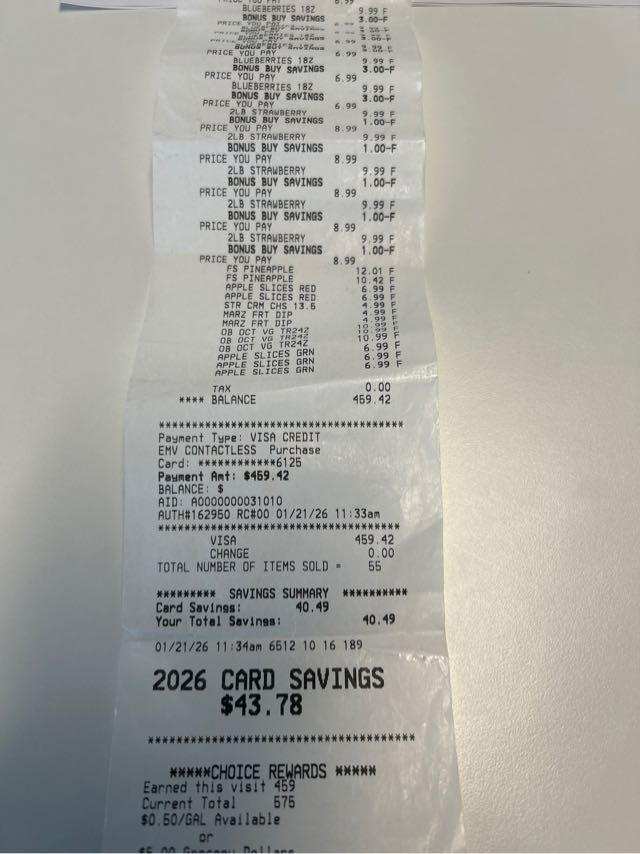 BLUEBERRIES 18Z 9.99 F
BONUS BUY SAVINGS 3.00-F
PRICE YOU PAY 6.99
BLUEBERRIES 18Z 9.99 F
BONUS BUY SAVINGS 3.00-F
PRICE YOU PAY 6.99
BLUEBERRIES 18Z 9.99 F
BONUS BUY SAVINGS 3.00-F
PRICE YOU PAY 6.99
2LB STRAWBERRY 9.99 F
BONUS BUY SAVINGS 1.00-F
PRICE YOU PAY 8.99
2LB STRAWBERRY 9.99 F
BONUS BUY SAVINGS 1.00-F
PRICE YOU PAY 8.99
2LB STRAWBERRY 9.99 F
BONUS BUY SAVINGS 1.00-F
PRICE YOU PAY 8.99
2LB STRAWBERRY 9.99 F
BONUS BUY SAVINGS 1.00-F
PRICE YOU PAY 8.99
2LB STRAWBERRY 9.99 F
BONUS BUY SAVINGS 1.00-F
PRICE YOU PAY 8.99
FS PINEAPPLE 12.01 F
FS PINEAPPLE 10.42 F
APPLE SLICES RED 6.99 F
APPLE SLICES RED 6.99 F
STR CRM CHS 13.6 4.99 F
MARZ FRT DIP 4.99 F
MARZ FRT DIP 4.99 F
OB OCT VG TR24Z 10.99 F
OB OCT VG TR24Z 10.99 F
OB OCT VG TR24Z 10.99 F
APPLE SLICES GRN 6.99 F
APPLE SLICES GRN 6.99 F
APPLE SLICES GRN 6.99 F
TAX 0.00
**** BALANCE 459.42
****************************************
Payment Type: VISA CREDIT
EMV CONTACTLESS Purchase
Card: ************6125
Payment Amt: $459.42
BALANCE: $
AID: A0000000031010
AUTH#162950 RC#00 01/21/26 11:33am
****************************************
VISA 459.42
CHANGE 0.00
TOTAL NUMBER OF ITEMS SOLD = 55
********* SAVINGS SUMMARY **********
Card Savings: 40.49
Your Total Savings: 40.49
01/21/26 11:34am 6512 10 16 189
2026 CARD SAVINGS
$43.78
****************************************
*****CHOICE REWARDS *****
Earned this visit 459
Current Total 575
$0.50/GAL Available
or